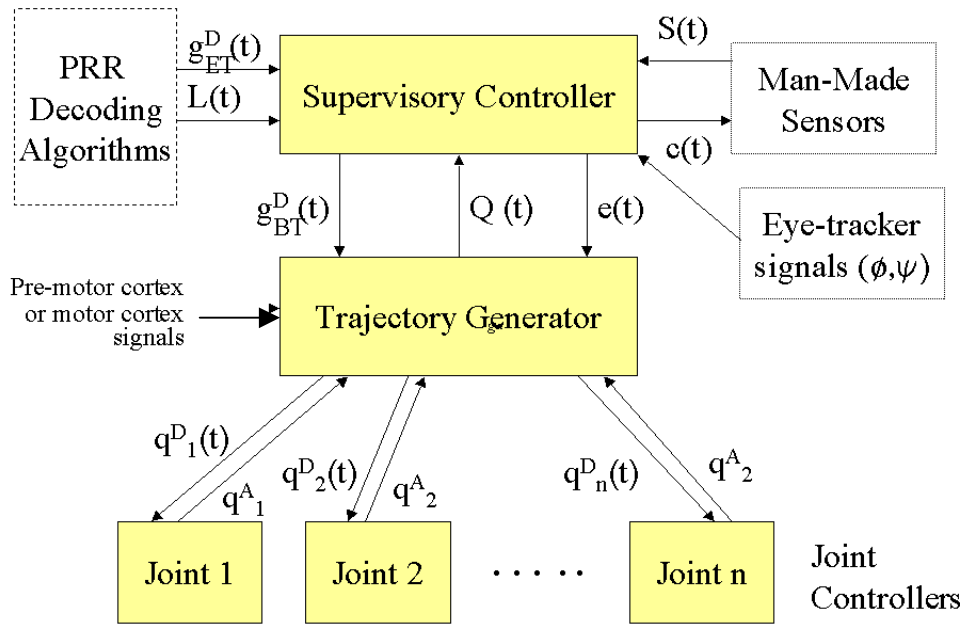 PRR
Decoding
Algorithms
g^D_ET(t)
L(t)
Supervisory Controller
S(t)
c(t)
Man-Made
Sensors
g^D_BT(t)
Q (t)
e(t)
Eye-tracker
signals (ϕ,ψ)
Pre-motor cortex
or motor cortex
signals
Trajectory Generator
q^D_1(t)
q^A_1
q^D_2(t)
q^A_2
q^D_n(t)
q^A_2
Joint 1
Joint 2
. . . . .
Joint n
Joint
Controllers